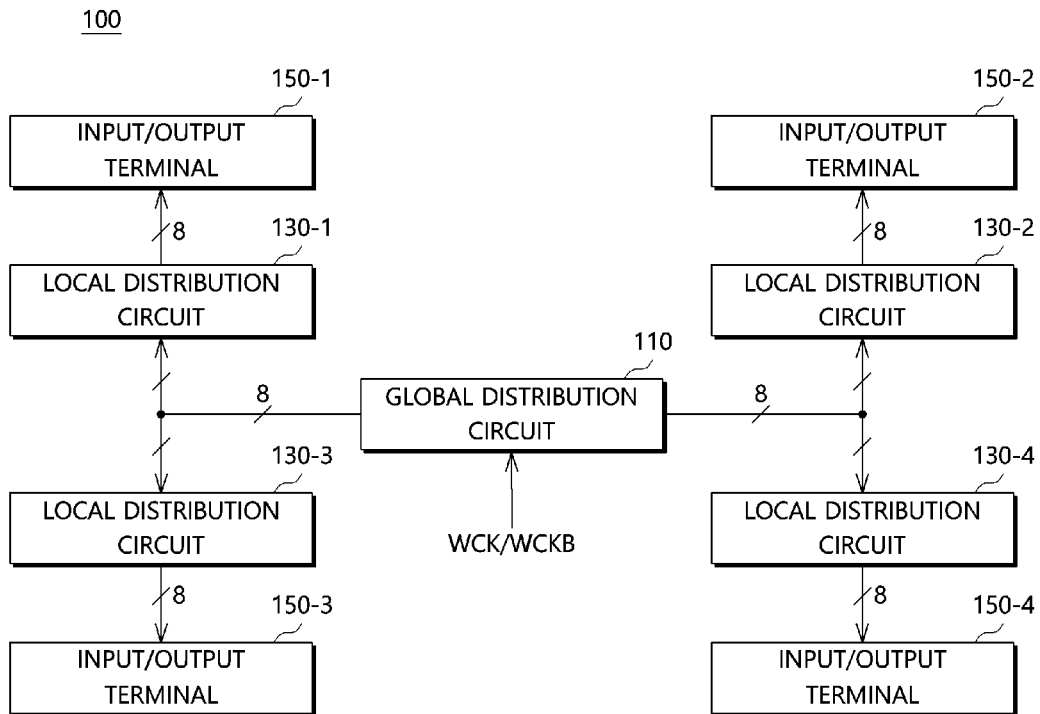 100
150-1
150-2
INPUT/OUTPUT
TERMINAL
INPUT/OUTPUT
TERMINAL
8
8
130-1
130-2
LOCAL DISTRIBUTION
CIRCUIT
LOCAL DISTRIBUTION
CIRCUIT
110
8
GLOBAL DISTRIBUTION
CIRCUIT
8
130-3
130-4
LOCAL DISTRIBUTION
CIRCUIT
WCK/WCKB
LOCAL DISTRIBUTION
CIRCUIT
8
8
150-3
150-4
INPUT/OUTPUT
TERMINAL
INPUT/OUTPUT
TERMINAL